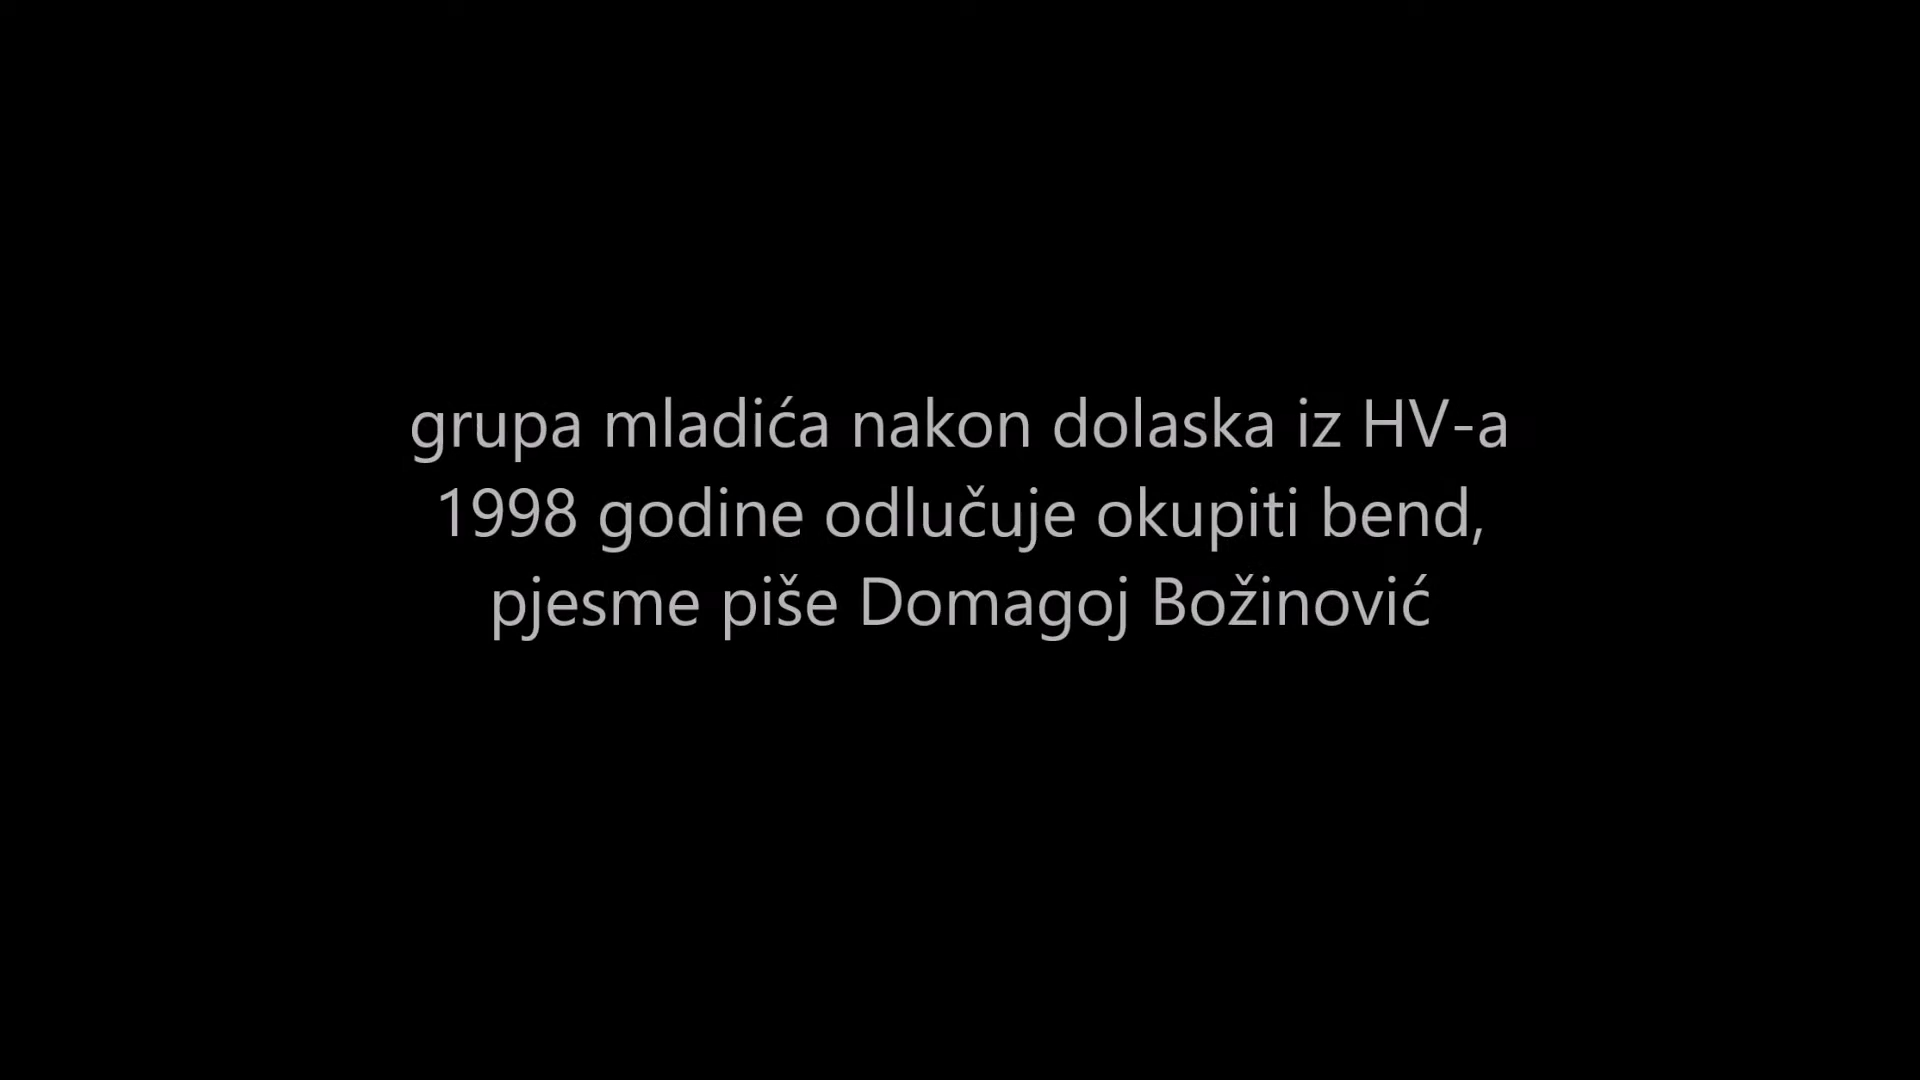 grupa mladića nakon dolaska iz HV-a
1998 godine odlučuje okupiti bend,
pjesme piše Domagoj Božinović